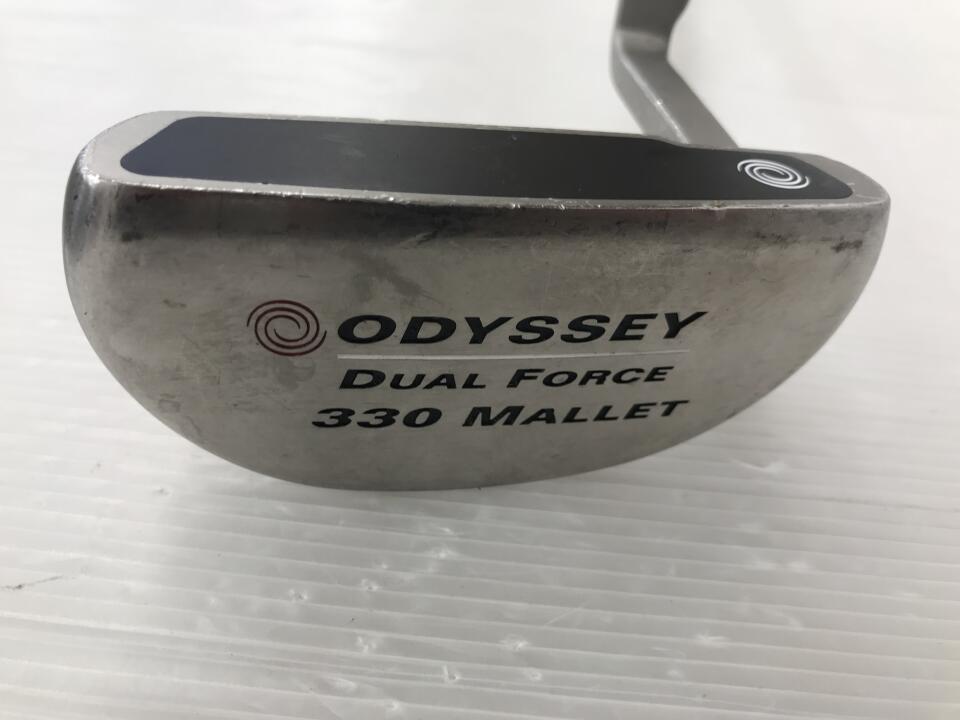 ODYSSEY
DUAL FORCE
330 MALLET